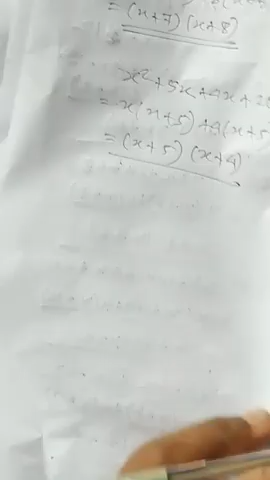 = (x+7) (x+8)
x² + 5x + 4x + 20
= x(x+5) + 4(x+5
= (x+5) (x+4)